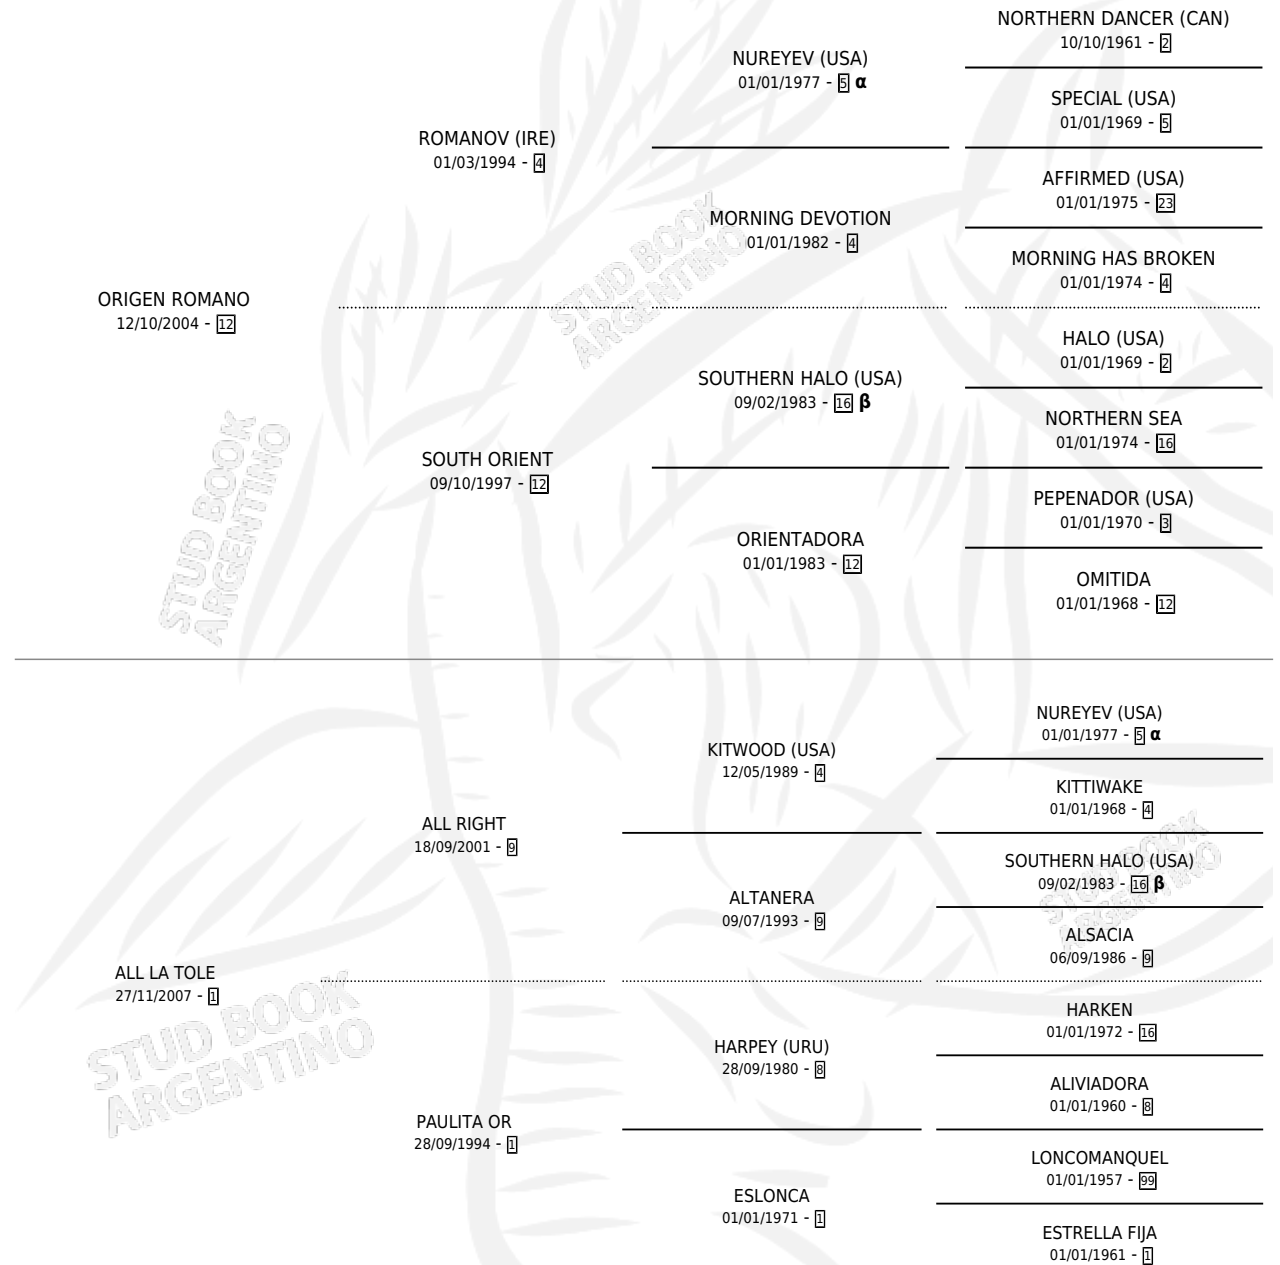 NORTHERN DANCER (CAN)
10/10/1961 - 2
NUREYEV (USA)
01/01/1977 - 5 α
SPECIAL (USA)
01/01/1969 - 5
ROMANOV (IRE)
01/03/1994 - 4
AFFIRMED (USA)
01/01/1975 - 23
MORNING DEVOTION
01/01/1982 - 4
MORNING HAS BROKEN
01/01/1974 - 4
ORIGEN ROMANO
12/10/2004 - 12
HALO (USA)
01/01/1969 - 2
SOUTHERN HALO (USA)
09/02/1983 - 16 β
NORTHERN SEA
01/01/1974 - 16
SOUTH ORIENT
09/10/1997 - 12
PEPENADOR (USA)
01/01/1970 - 3
ORIENTADORA
01/01/1983 - 12
OMITIDA
01/01/1968 - 12
NUREYEV (USA)
01/01/1977 - 5 α
KITWOOD (USA)
12/05/1989 - 4
KITTIWAKE
01/01/1968 - 4
ALL RIGHT
18/09/2001 - 9
SOUTHERN HALO (USA)
09/02/1983 - 16 β
ALTANERA
09/07/1993 - 9
ALSACIA
06/09/1986 - 9
ALL LA TOLE
27/11/2007 - 1
HARKEN
01/01/1972 - 16
HARPEY (URU)
28/09/1980 - 8
ALIVIADORA
01/01/1960 - 8
PAULITA OR
28/09/1994 - 1
LONCOMANQUEL
01/01/1957 - 99
ESLONCA
01/01/1971 - 1
ESTRELLA FIJA
01/01/1961 - 1
STUD BOOK
ARGENTINO
STUD BOOK
ARGENTINO
STUD BOOK
ARGENTINO
STUD BOOK
ARGENTINO